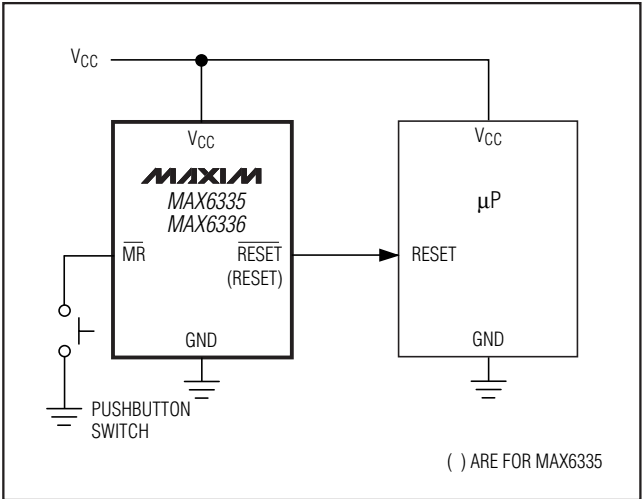 VCC
VCC
MAXIM
MAX6335
MAX6336
MR
RESET
(RESET)
GND
PUSHBUTTON
SWITCH
VCC
μP
RESET
GND
( ) ARE FOR MAX6335